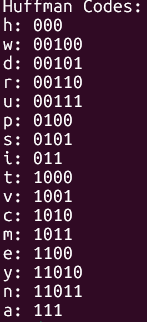 Huffman Codes:
h: 000
w: 00100
d: 00101
r: 00110
u: 00111
p: 0100
s: 0101
i: 011
t: 1000
v: 1001
c: 1010
m: 1011
e: 1100
y: 11010
n: 11011
a: 111